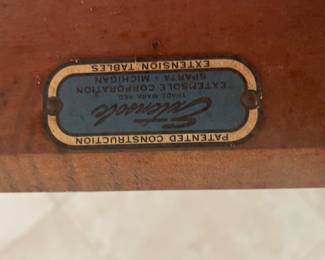 PATENTED CONSTRUCTION
Extensole
TRADE MARK REG.
EXTENSOLE CORPORATION
SPARTA - MICHIGAN
EXTENSION TABLES